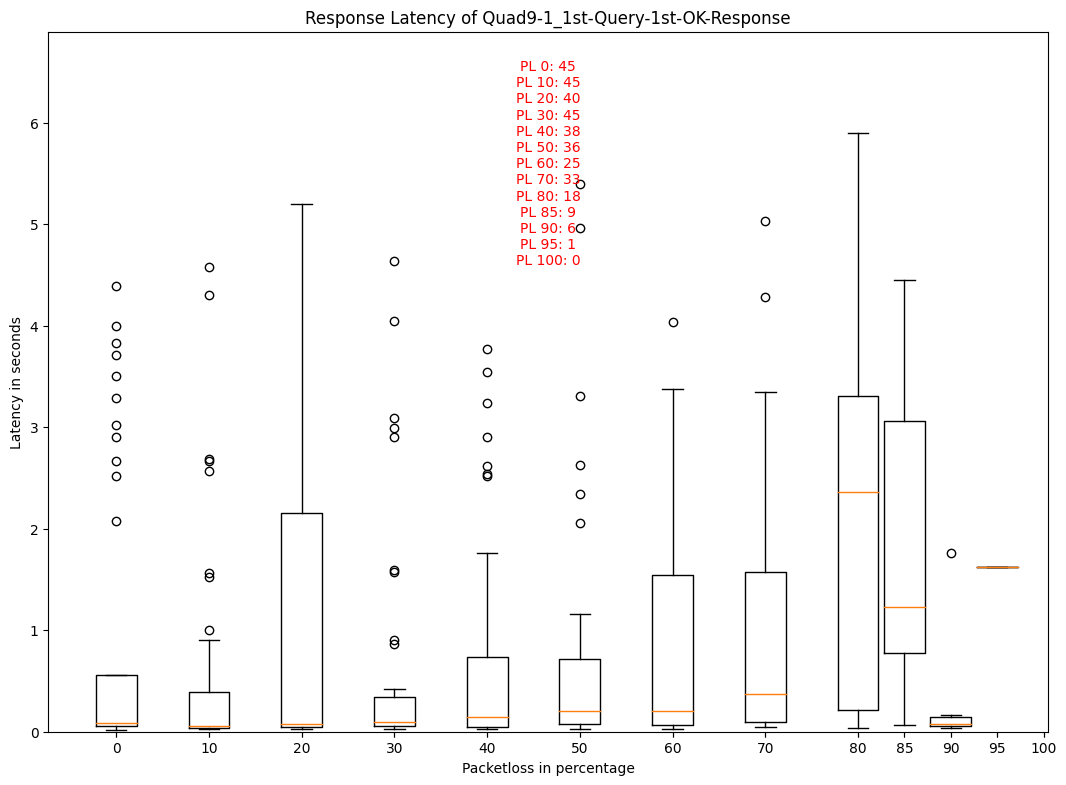 Response Latency of Quad9-1_1st-Query-1st-OK-Response
PL 0: 45
PL 10: 45
PL 20: 40
PL 30: 45
PL 40: 38
PL 50: 36
PL 60: 25
PL 70: 33
PL 80: 18
PL 85: 9
PL 90: 6
PL 95: 1
PL 100: 0
Latency in seconds
6
5
4
3
2
1
0
0 10 20 30 40 50 60 70 80 85 90 95 100
Packetloss in percentage